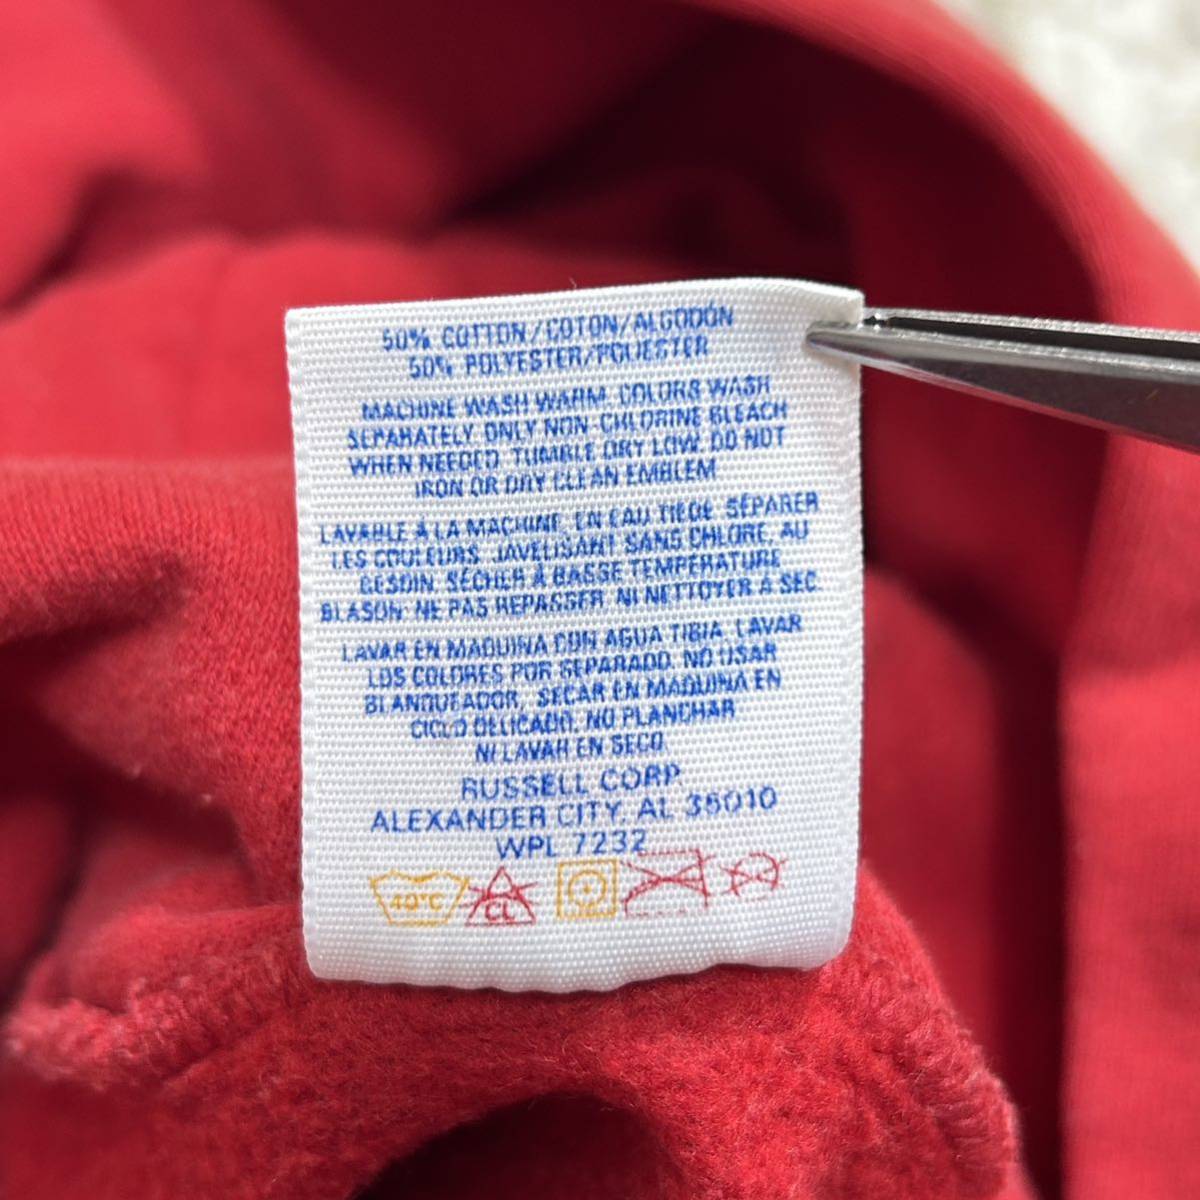 50% COTTON/COTON/ALGODÓN
50% POLYESTER/POLIESTER
MACHINE WASH WARM. COLORS WASH
SEPARATELY. ONLY NON-CHLORINE BLEACH
WHEN NEEDED. TUMBLE DRY LOW. DO NOT
IRON OR DRY CLEAN EMBLEM
LAVABLE À LA MACHINE, EN EAU TIEDE. SÉPARER
LES COULEURS. JAVELISANT SANS CHLORE, AU
BESOIN. SÉCHER À BASSE TEMPERATURE.
BLASON: NE PAS REPASSER NI NETTOYER A SEC
LAVAR EN MAQUINA CON AGUA TIBIA. LAVAR
LOS COLORES POR SEPARADO. NO USAR
BLANQUEADOR. SECAR EN MAQUINA EN
CICLO DELICADO. NO PLANCHAR
NI LAVAR EN SECO.
RUSSELL CORP.
ALEXANDER CITY, AL 35010
WPL 7232
40°C CL